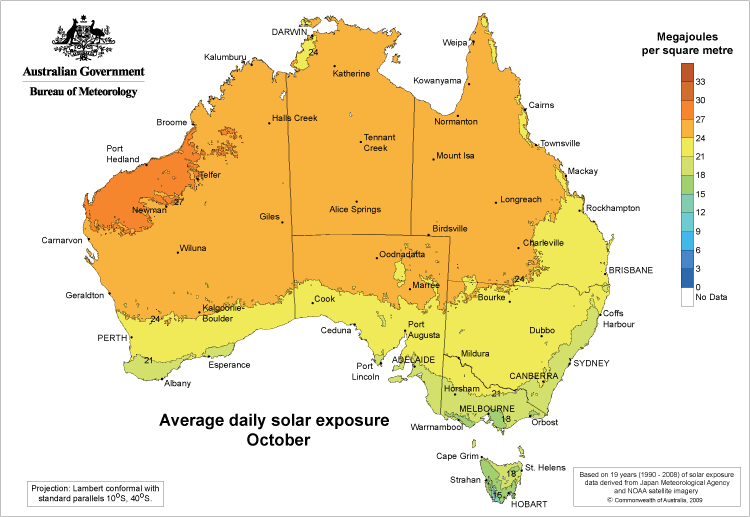 Australian Government
Bureau of Meteorology
Megajoules
per square metre
33
30
27
24
21
18
15
12
9
6
3
0
No Data
DARWIN
24
Weipa
Kalumburu
Katherine
Kowanyama
Cairns
Broome
Halls Creek
Normanton
Port
Hedland
Tennant
Creek
Townsville
Mount Isa
Mackay
Telfer
Newman
27
Alice Springs
Longreach
Rockhampton
Giles
Birdsville
Carnarvon
Wiluna
Charleville
Oodnadatta
BRISBANE
24
Marree
Geraldton
Cook
Bourke
Kalgoorlie-
Boulder
24
Coffs
Harbour
Ceduna
Port
Augusta
Dubbo
PERTH
21
Esperance
Port
Lincoln
ADELAIDE
Mildura
SYDNEY
CANBERRA
Albany
Horsham
21
MELBOURNE
18
Warrnambool
Orbost
Average daily solar exposure
October
Cape Grim
St. Helens
18
Strahan
15
HOBART
Projection: Lambert conformal with
standard parallels 10°S, 40°S.
Based on 19 years (1990 - 2008) of solar exposure
data derived from Japan Meteorological Agency
and NOAA satellite imagery
© Commonwealth of Australia, 2009